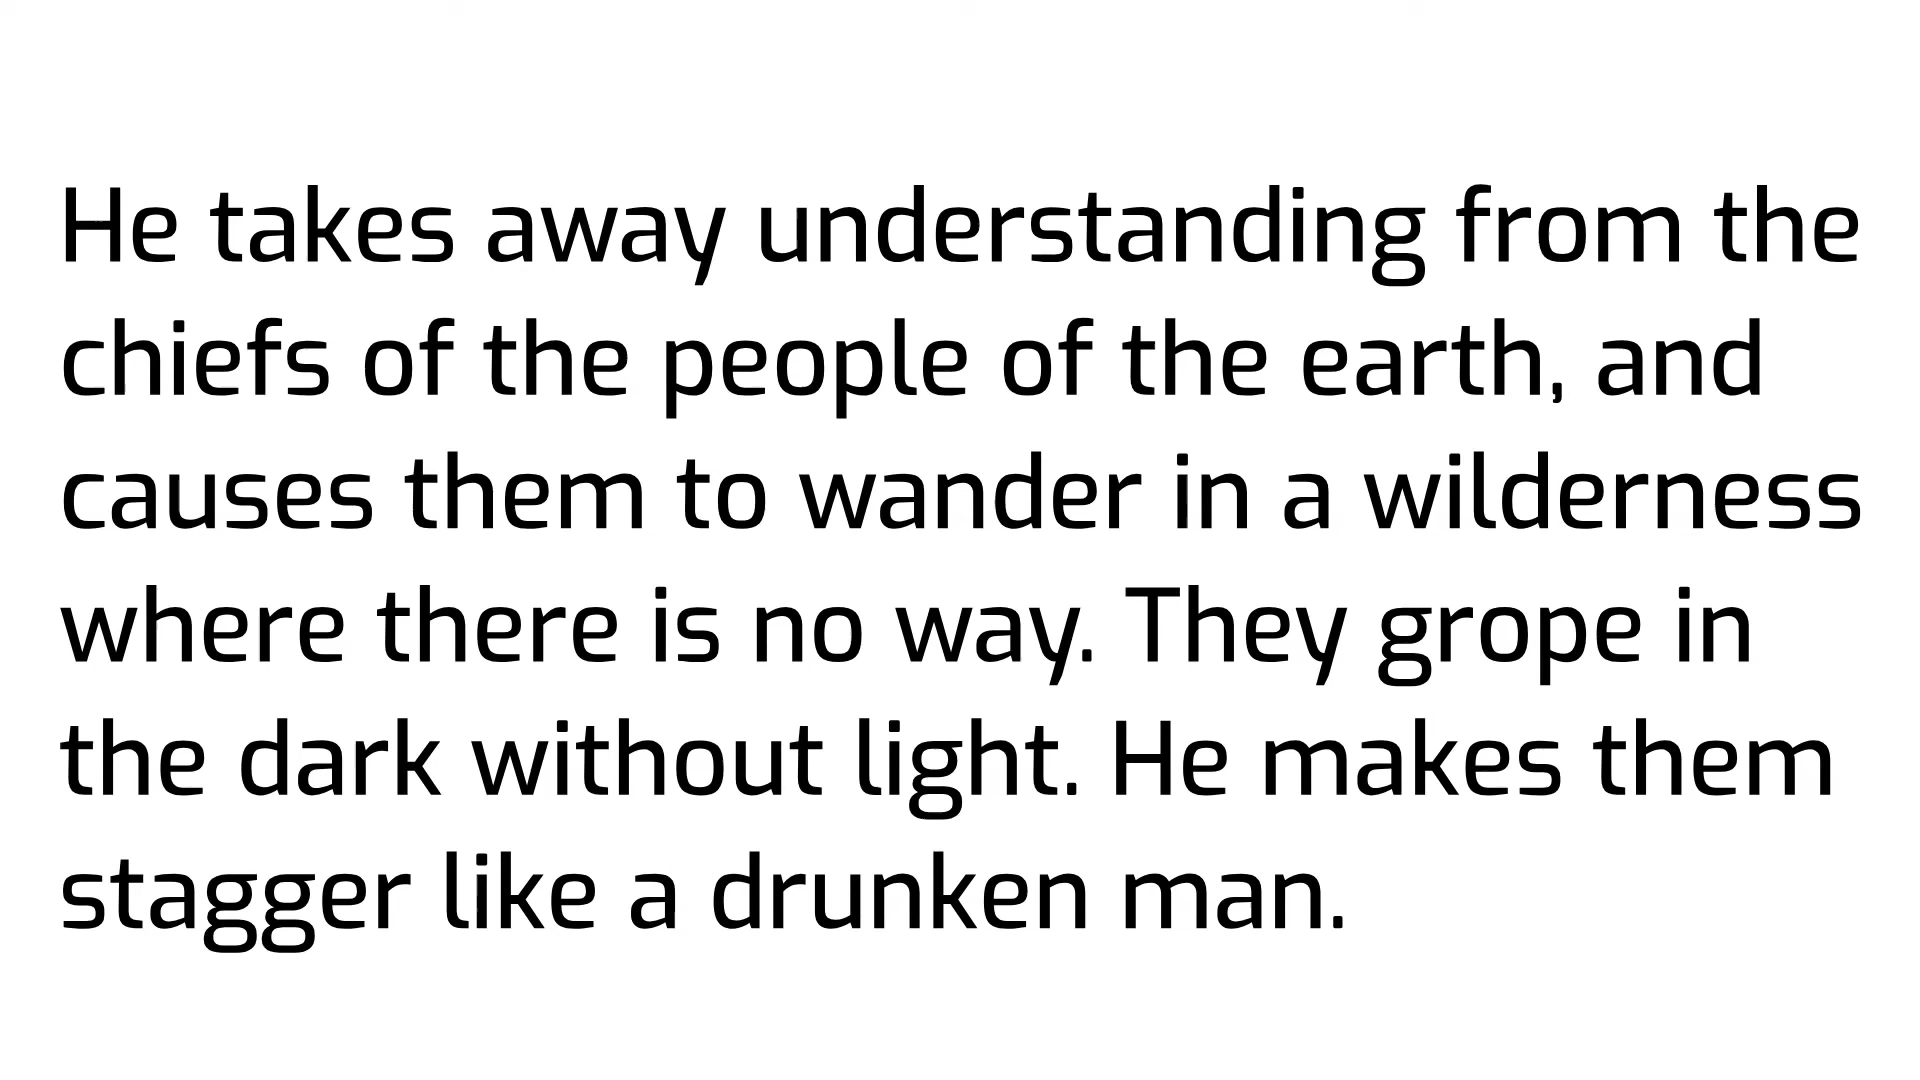 He takes away understanding from the
chiefs of the people of the earth, and
causes them to wander in a wilderness
where there is no way. They grope in
the dark without light. He makes them
stagger like a drunken man.